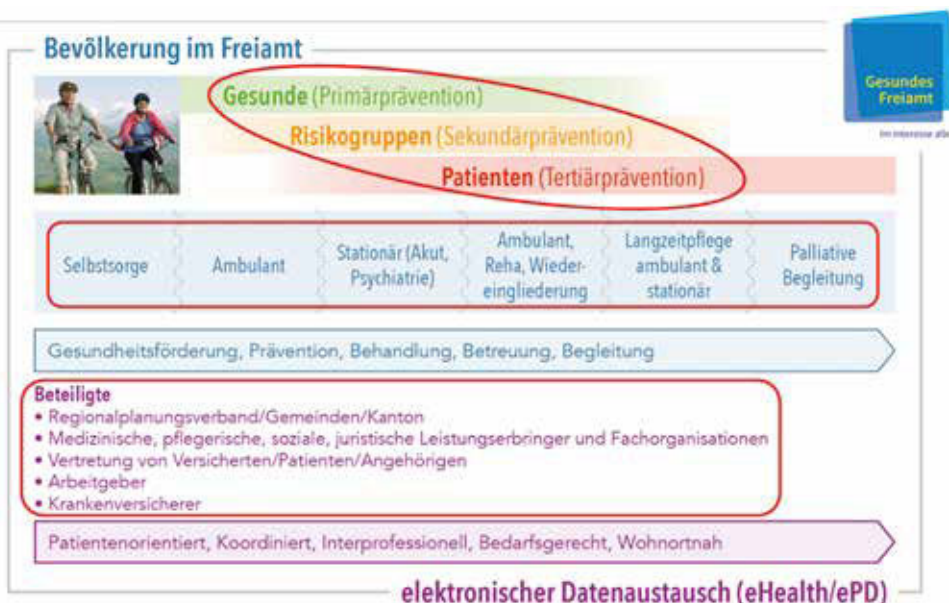 Bevölkerung im Freiamt
Gesundes
Freiamt
Im Interesse aller
Gesunde (Primärprävention)
Risikogruppen (Sekundärprävention)
Patienten (Tertiärprävention)
Selbstsorge
Ambulant
Stationär (Akut,
Psychiatrie)
Ambulant,
Reha, Wieder-
eingliederung
Langzeitpflege
ambulant &
stationär
Palliative
Begleitung
Gesundheitsförderung, Prävention, Behandlung, Betreuung, Begleitung
Beteiligte
• Regionalplanungsverband/Gemeinden/Kanton
• Medizinische, pflegerische, soziale, juristische Leistungserbringer und Fachorganisationen
• Vertretung von Versicherten/Patienten/Angehörigen
• Arbeitgeber
• Krankenversicherer
Patientenorientiert, Koordiniert, Interprofessionell, Bedarfsgerecht, Wohnortnah
elektronischer Datenaustausch (eHealth/ePD)